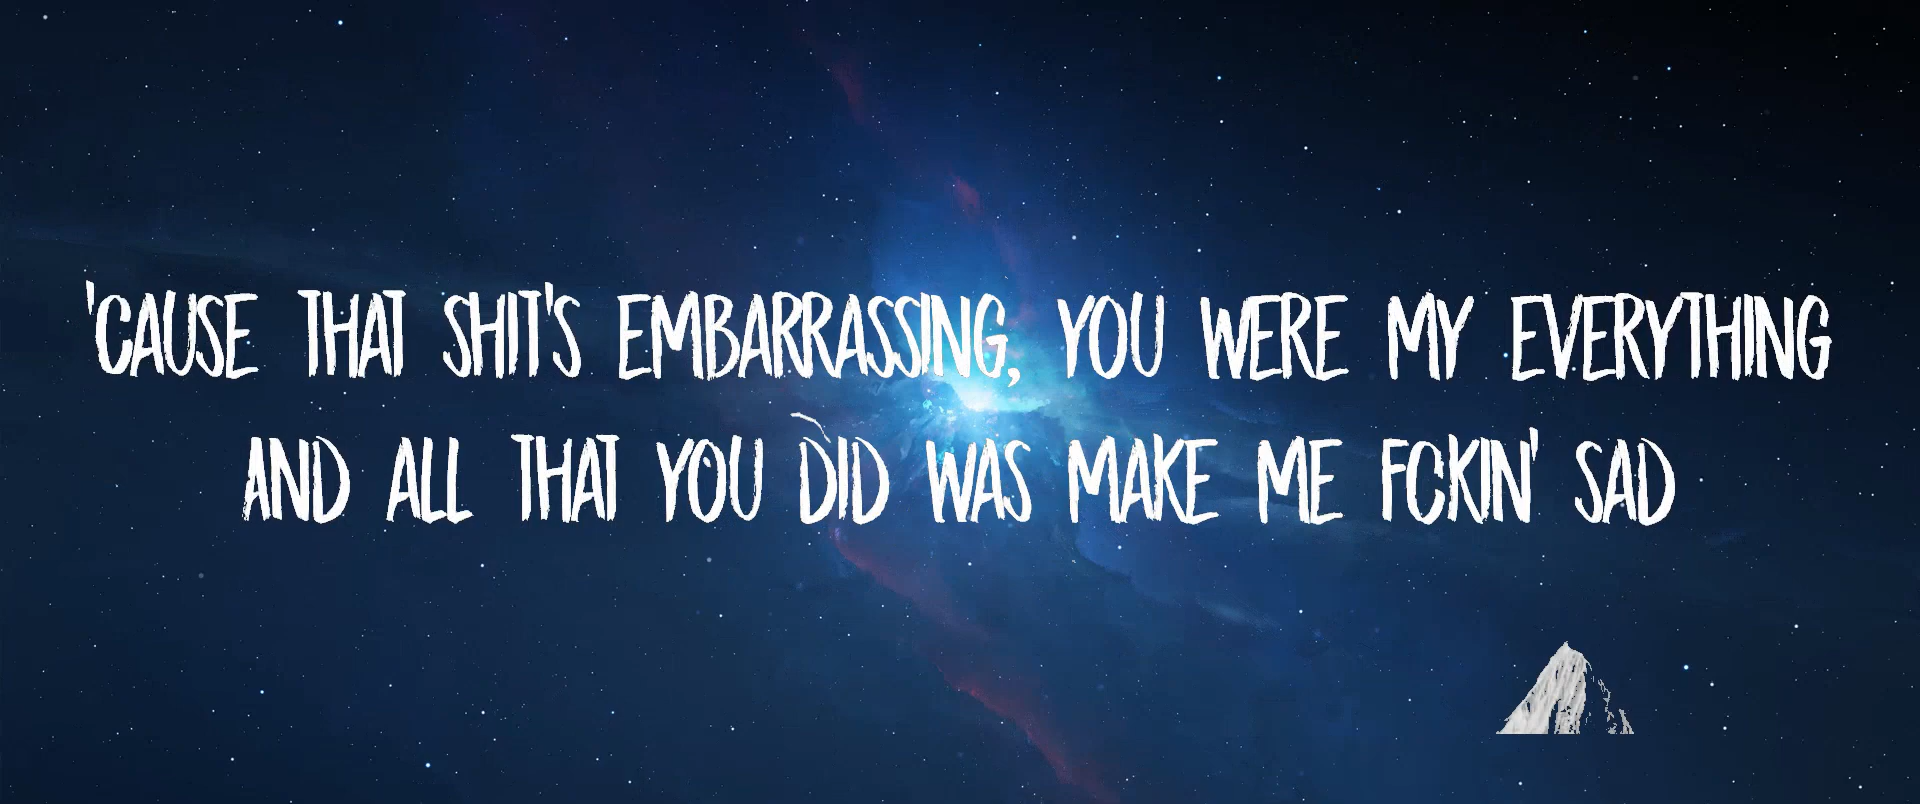 'CAUSE THAT SHIT'S EMBARRASSING, YOU WERE MY EVERYTHING
AND ALL THAT YOU DID WAS MAKE ME FCKIN' SAD